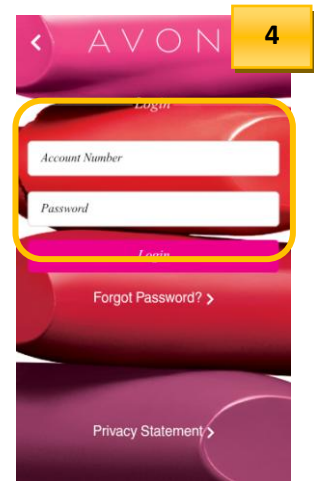 4
< AVON
Login
Account Number
Password
Login
Forgot Password? >
Privacy Statement >